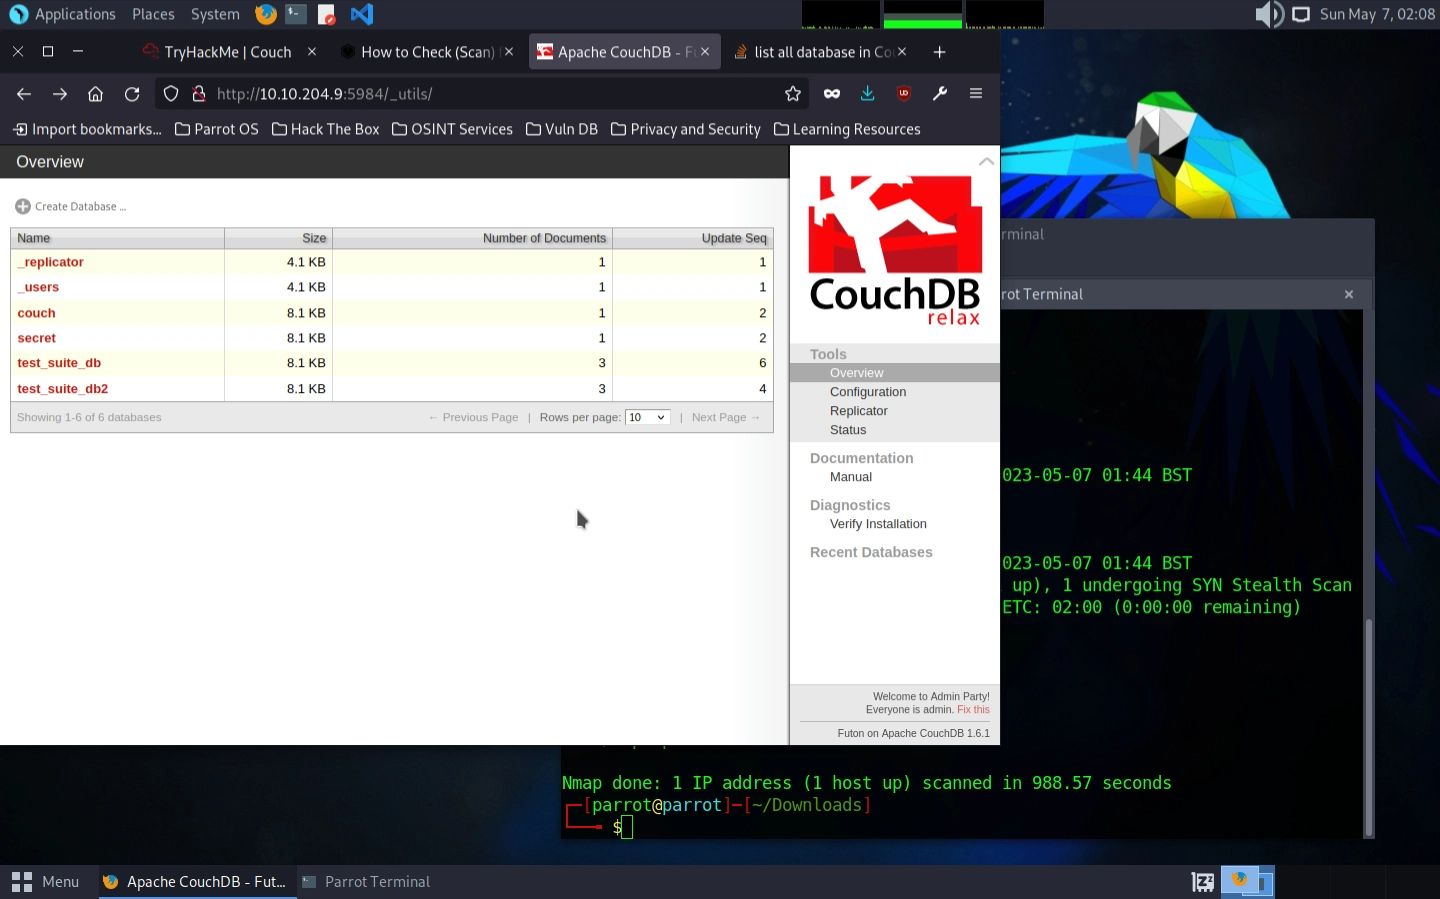 Applications Places System Sun May 7, 02:08
TryHackMe | Couch
How to Check (Scan)
Apache CouchDB - Fu
list all database in Cou
http://10.10.204.9:5984/_utils/
Import bookmarks... Parrot OS Hack The Box OSINT Services Vuln DB Privacy and Security Learning Resources
Overview
Create Database ...
Name Size Number of Documents Update Seq
_replicator 4.1 KB 1 1
_users 4.1 KB 1 1
couch 8.1 KB 1 2
secret 8.1 KB 1 2
test_suite_db 8.1 KB 3 6
test_suite_db2 8.1 KB 3 4
Showing 1-6 of 6 databases ← Previous Page | Rows per page: 10 | Next Page →
CouchDB
relax
Tools
Overview
Configuration
Replicator
Status
Documentation
Manual
Diagnostics
Verify Installation
Recent Databases
Welcome to Admin Party!
Everyone is admin. Fix this
Futon on Apache CouchDB 1.6.1
rminal
rot Terminal
023-05-07 01:44 BST
023-05-07 01:44 BST
up), 1 undergoing SYN Stealth Scan
ETC: 02:00 (0:00:00 remaining)
Nmap done: 1 IP address (1 host up) scanned in 988.57 seconds
[parrot@parrot]─[~/Downloads]
$
Menu Apache CouchDB - Fut... Parrot Terminal